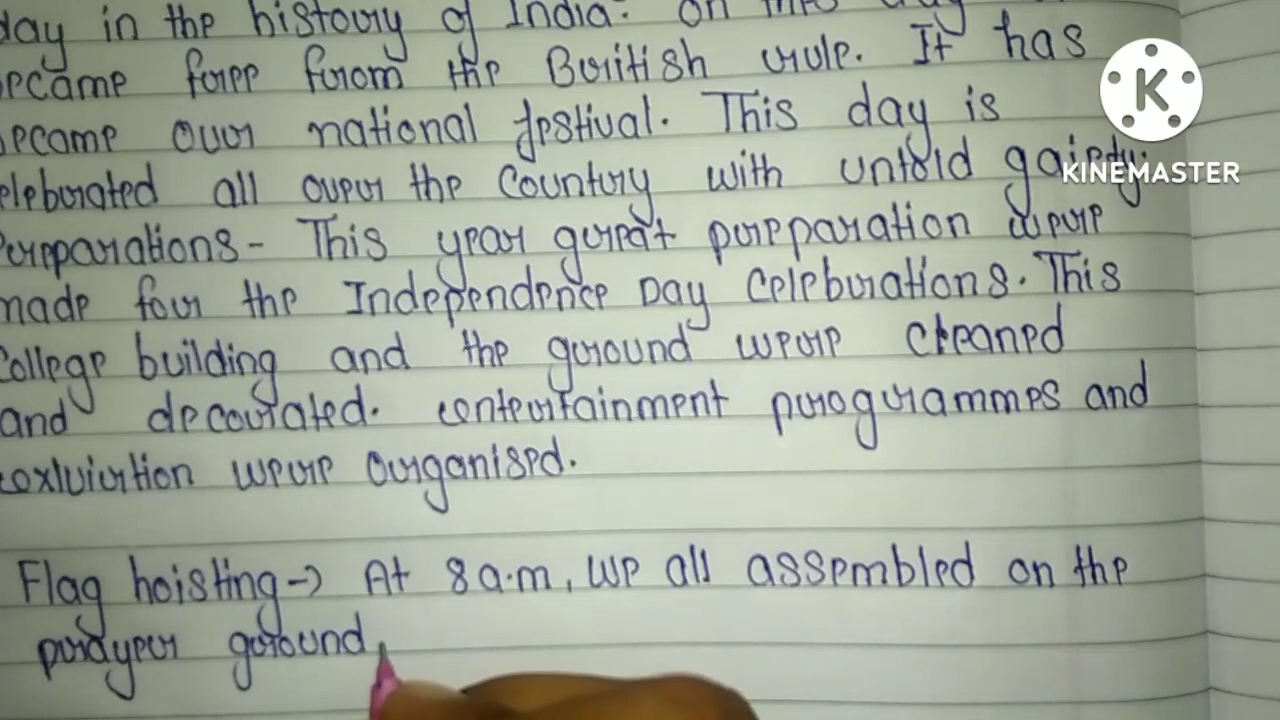 day in the history of India. On this day
became free from the British rule. It has
became our national festival. This day is
celebrated all over the country with untold gaiety.
Preparations - This year great preparation were
made for the Independence Day Celebrations. This
College building and the ground were cleaned
and decorated. entertainment programmes and
were Organised.
Flag hoisting → At 8 a.m, we all assembled on the
prayer ground
K
KINEMASTER